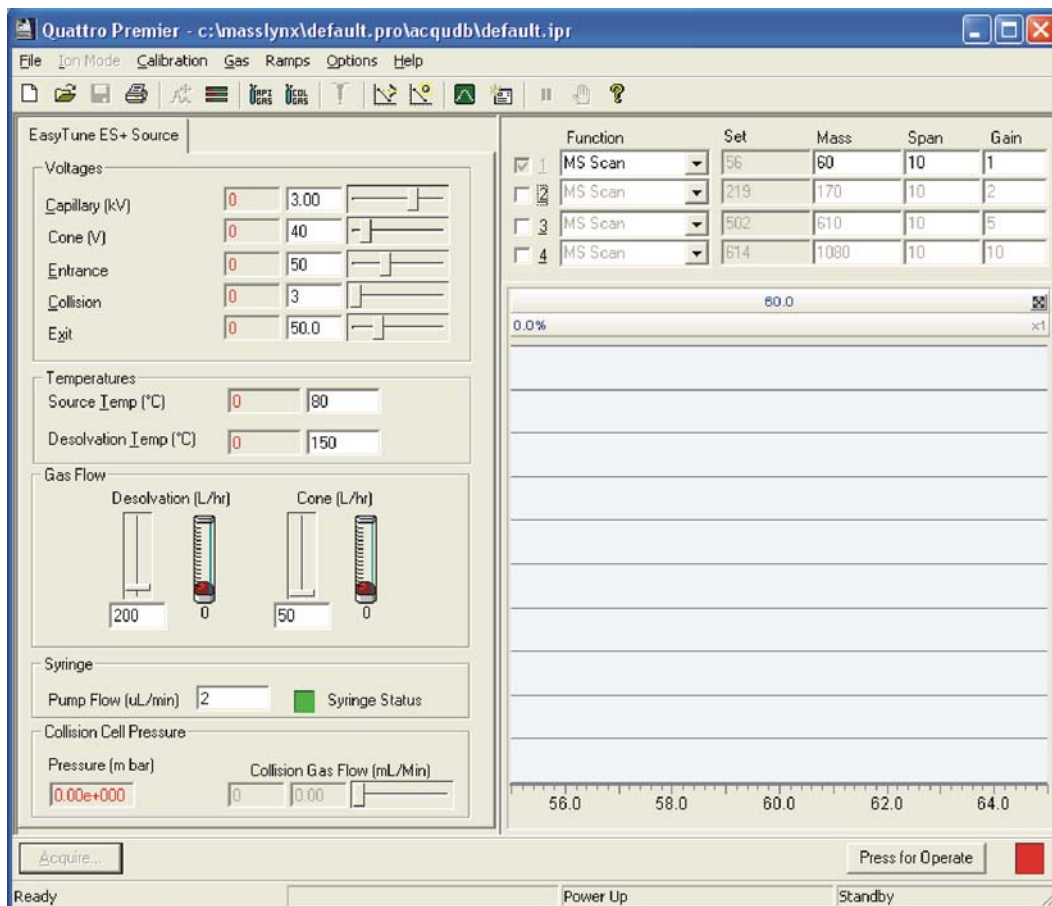 Quattro Premier - c:\masslynx\default.pro\acqudb\default.ipr
File Ion Mode Calibration Gas Ramps Options Help
API GAS COL GAS
EasyTune ES+ Source
Voltages
Capillary (kV) 0 3.00
Cone (V) 0 40
Entrance 0 50
Collision 0 3
Exit 0 50.0
Temperatures
Source Temp (°C) 0 80
Desolvation Temp (°C) 0 150
Gas Flow
Desolvation (L/hr) Cone (L/hr)
200 0 50 0
Syringe
Pump Flow (uL/min) 2 Syringe Status
Collision Cell Pressure
Pressure (m bar) Collision Gas Flow (mL/Min)
0.00e+000 0 0.00
Function Set Mass Span Gain
1 MS Scan 56 60 10 1
2 MS Scan 219 170 10 2
3 MS Scan 502 610 10 5
4 MS Scan 614 1080 10 10
60.0
0.0% x1
56.0 58.0 60.0 62.0 64.0
Acquire... Press for Operate
Ready Power Up Standby